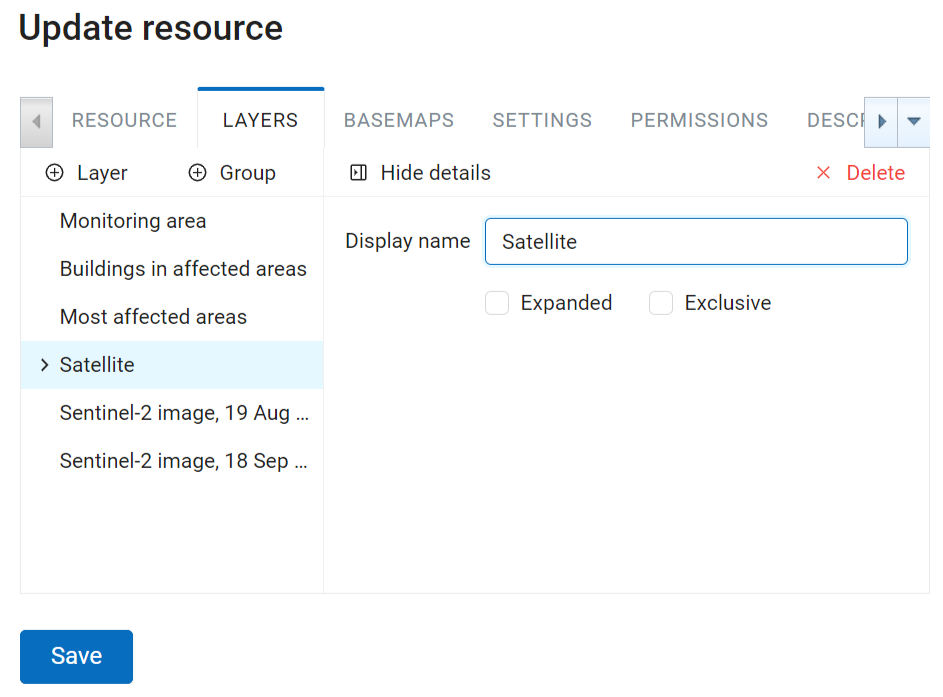 Update resource
RESOURCE LAYERS BASEMAPS SETTINGS PERMISSIONS DESCR
Layer Group Hide details Delete
Monitoring area
Display name Satellite
Buildings in affected areas
Expanded Exclusive
Most affected areas
Satellite
Sentinel-2 image, 19 Aug ...
Sentinel-2 image, 18 Sep ...
Save